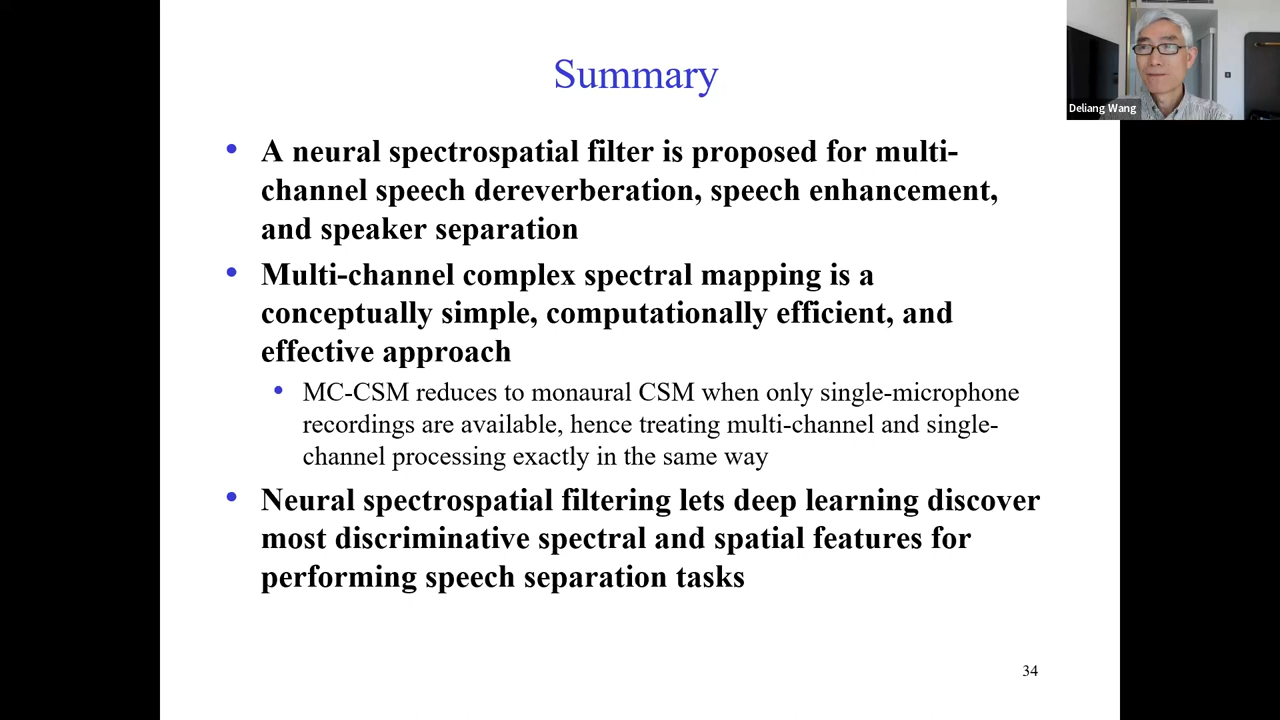 Summary
Deliang Wang
• A neural spectrospatial filter is proposed for multi-
channel speech dereverberation, speech enhancement,
and speaker separation
• Multi-channel complex spectral mapping is a
conceptually simple, computationally efficient, and
effective approach
• MC-CSM reduces to monaural CSM when only single-microphone
recordings are available, hence treating multi-channel and single-
channel processing exactly in the same way
• Neural spectrospatial filtering lets deep learning discover
most discriminative spectral and spatial features for
performing speech separation tasks
34